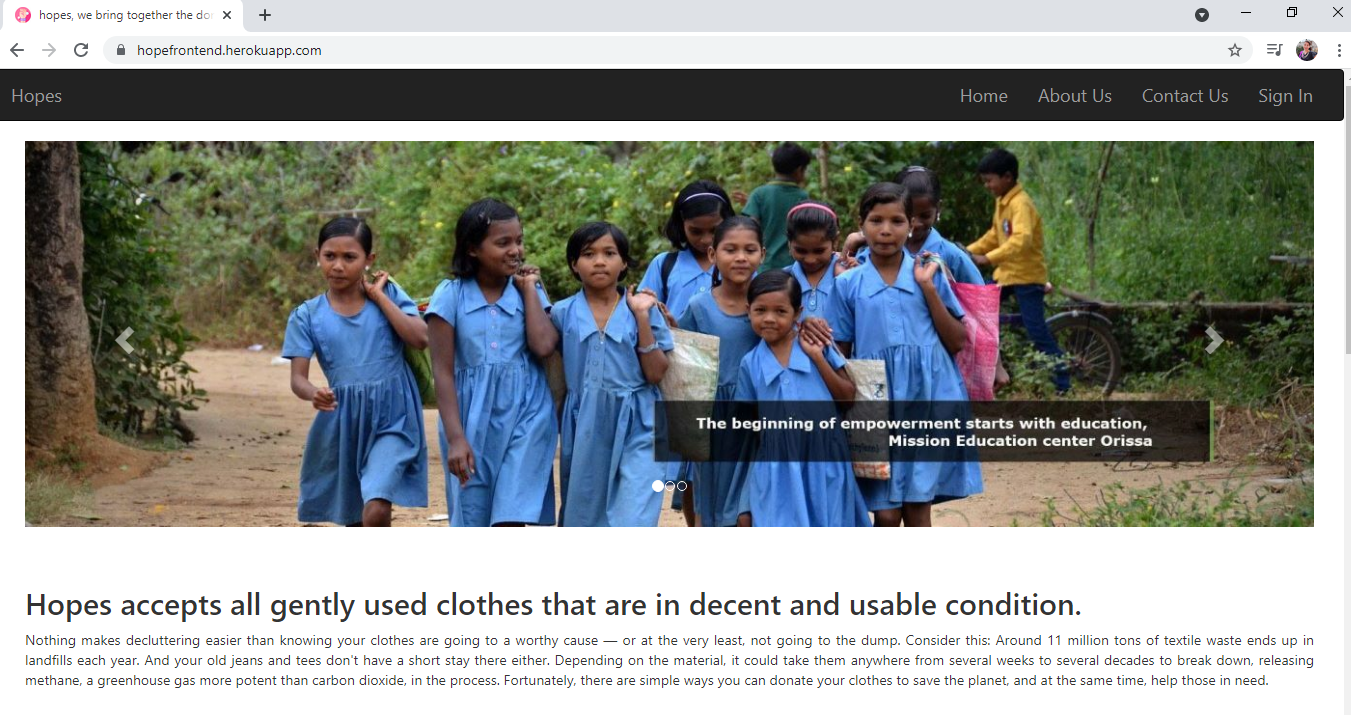 hopes, we bring together the do
hopefrontend.herokuapp.com
Hopes Home About Us Contact Us Sign In
The beginning of empowerment starts with education,
Mission Education center Orissa
Hopes accepts all gently used clothes that are in decent and usable condition.
Nothing makes decluttering easier than knowing your clothes are going to a worthy cause — or at the very least, not going to the dump. Consider this: Around 11 million tons of textile waste ends up in
landfills each year. And your old jeans and tees don't have a short stay there either. Depending on the material, it could take them anywhere from several weeks to several decades to break down, releasing
methane, a greenhouse gas more potent than carbon dioxide, in the process. Fortunately, there are simple ways you can donate your clothes to save the planet, and at the same time, help those in need.